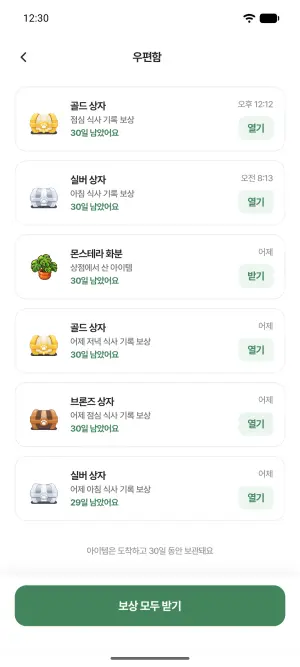 12:30
우편함
골드 상자
오후 12:12
점심 식사 기록 보상
30일 남았어요
열기
실버 상자
오전 8:13
아침 식사 기록 보상
30일 남았어요
열기
몬스테라 화분
어제
상점에서 산 아이템
30일 남았어요
받기
골드 상자
어제
어제 저녁 식사 기록 보상
30일 남았어요
열기
브론즈 상자
어제
어제 점심 식사 기록 보상
30일 남았어요
열기
실버 상자
어제
어제 아침 식사 기록 보상
29일 남았어요
열기
아이템은 도착하고 30일 동안 보관돼요
보상 모두 받기